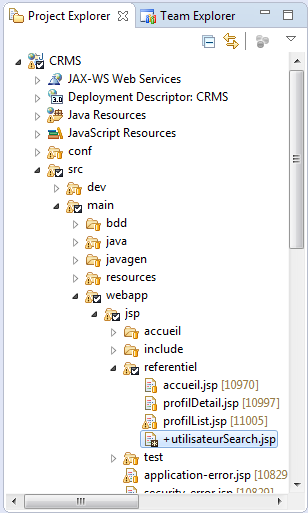 Project Explorer Team Explorer
CRMS
JAX-WS Web Services
Deployment Descriptor: CRMS
Java Resources
JavaScript Resources
conf
src
dev
main
bdd
java
javagen
resources
webapp
jsp
accueil
include
referentiel
accueil.jsp [10970]
profilDetail.jsp [10997]
profilList.jsp [11005]
+utilisateurSearch.jsp
test
application-error.jsp [10829
security-error.jsp [10829]